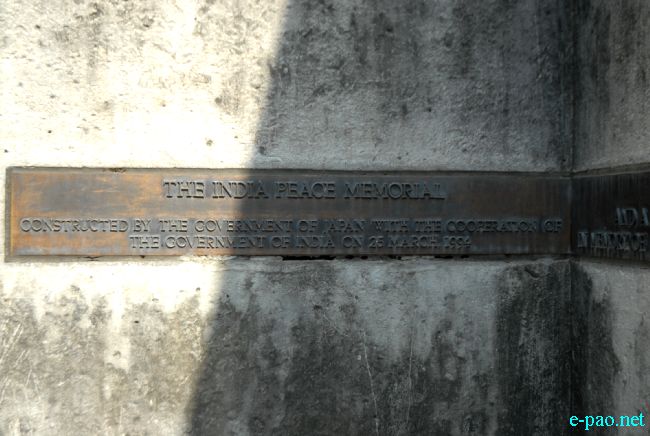 THE INDIA PEACE MEMORIAL
CONSTRUCTED BY THE GOVERNMENT OF JAPAN WITH THE COOPERATION OF
THE GOVERNMENT OF INDIA ON 25 MARCH 1994
e-pao.net